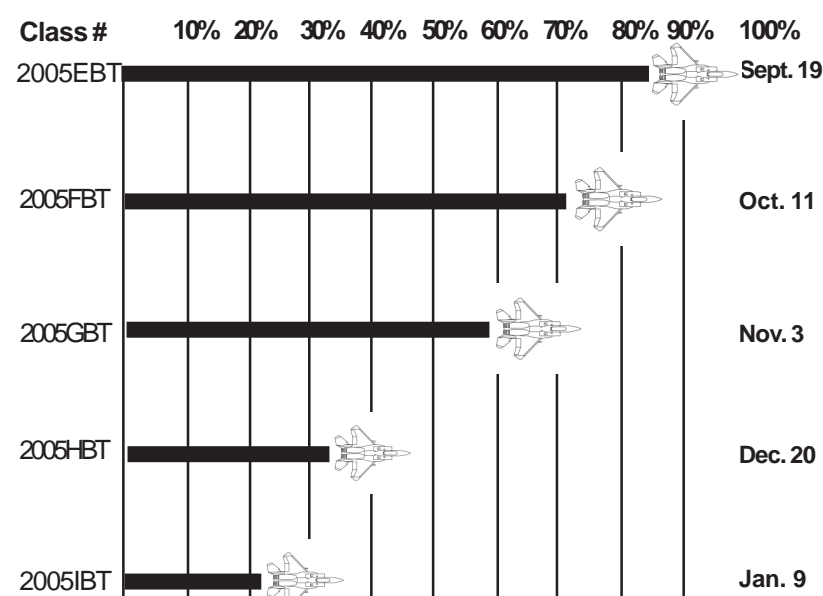 Class # 10% 20% 30% 40% 50% 60% 70% 80% 90% 100%
2005EBT Sept. 19
2005FBT Oct. 11
2005GBT Nov. 3
2005HBT Dec. 20
2005IBT Jan. 9